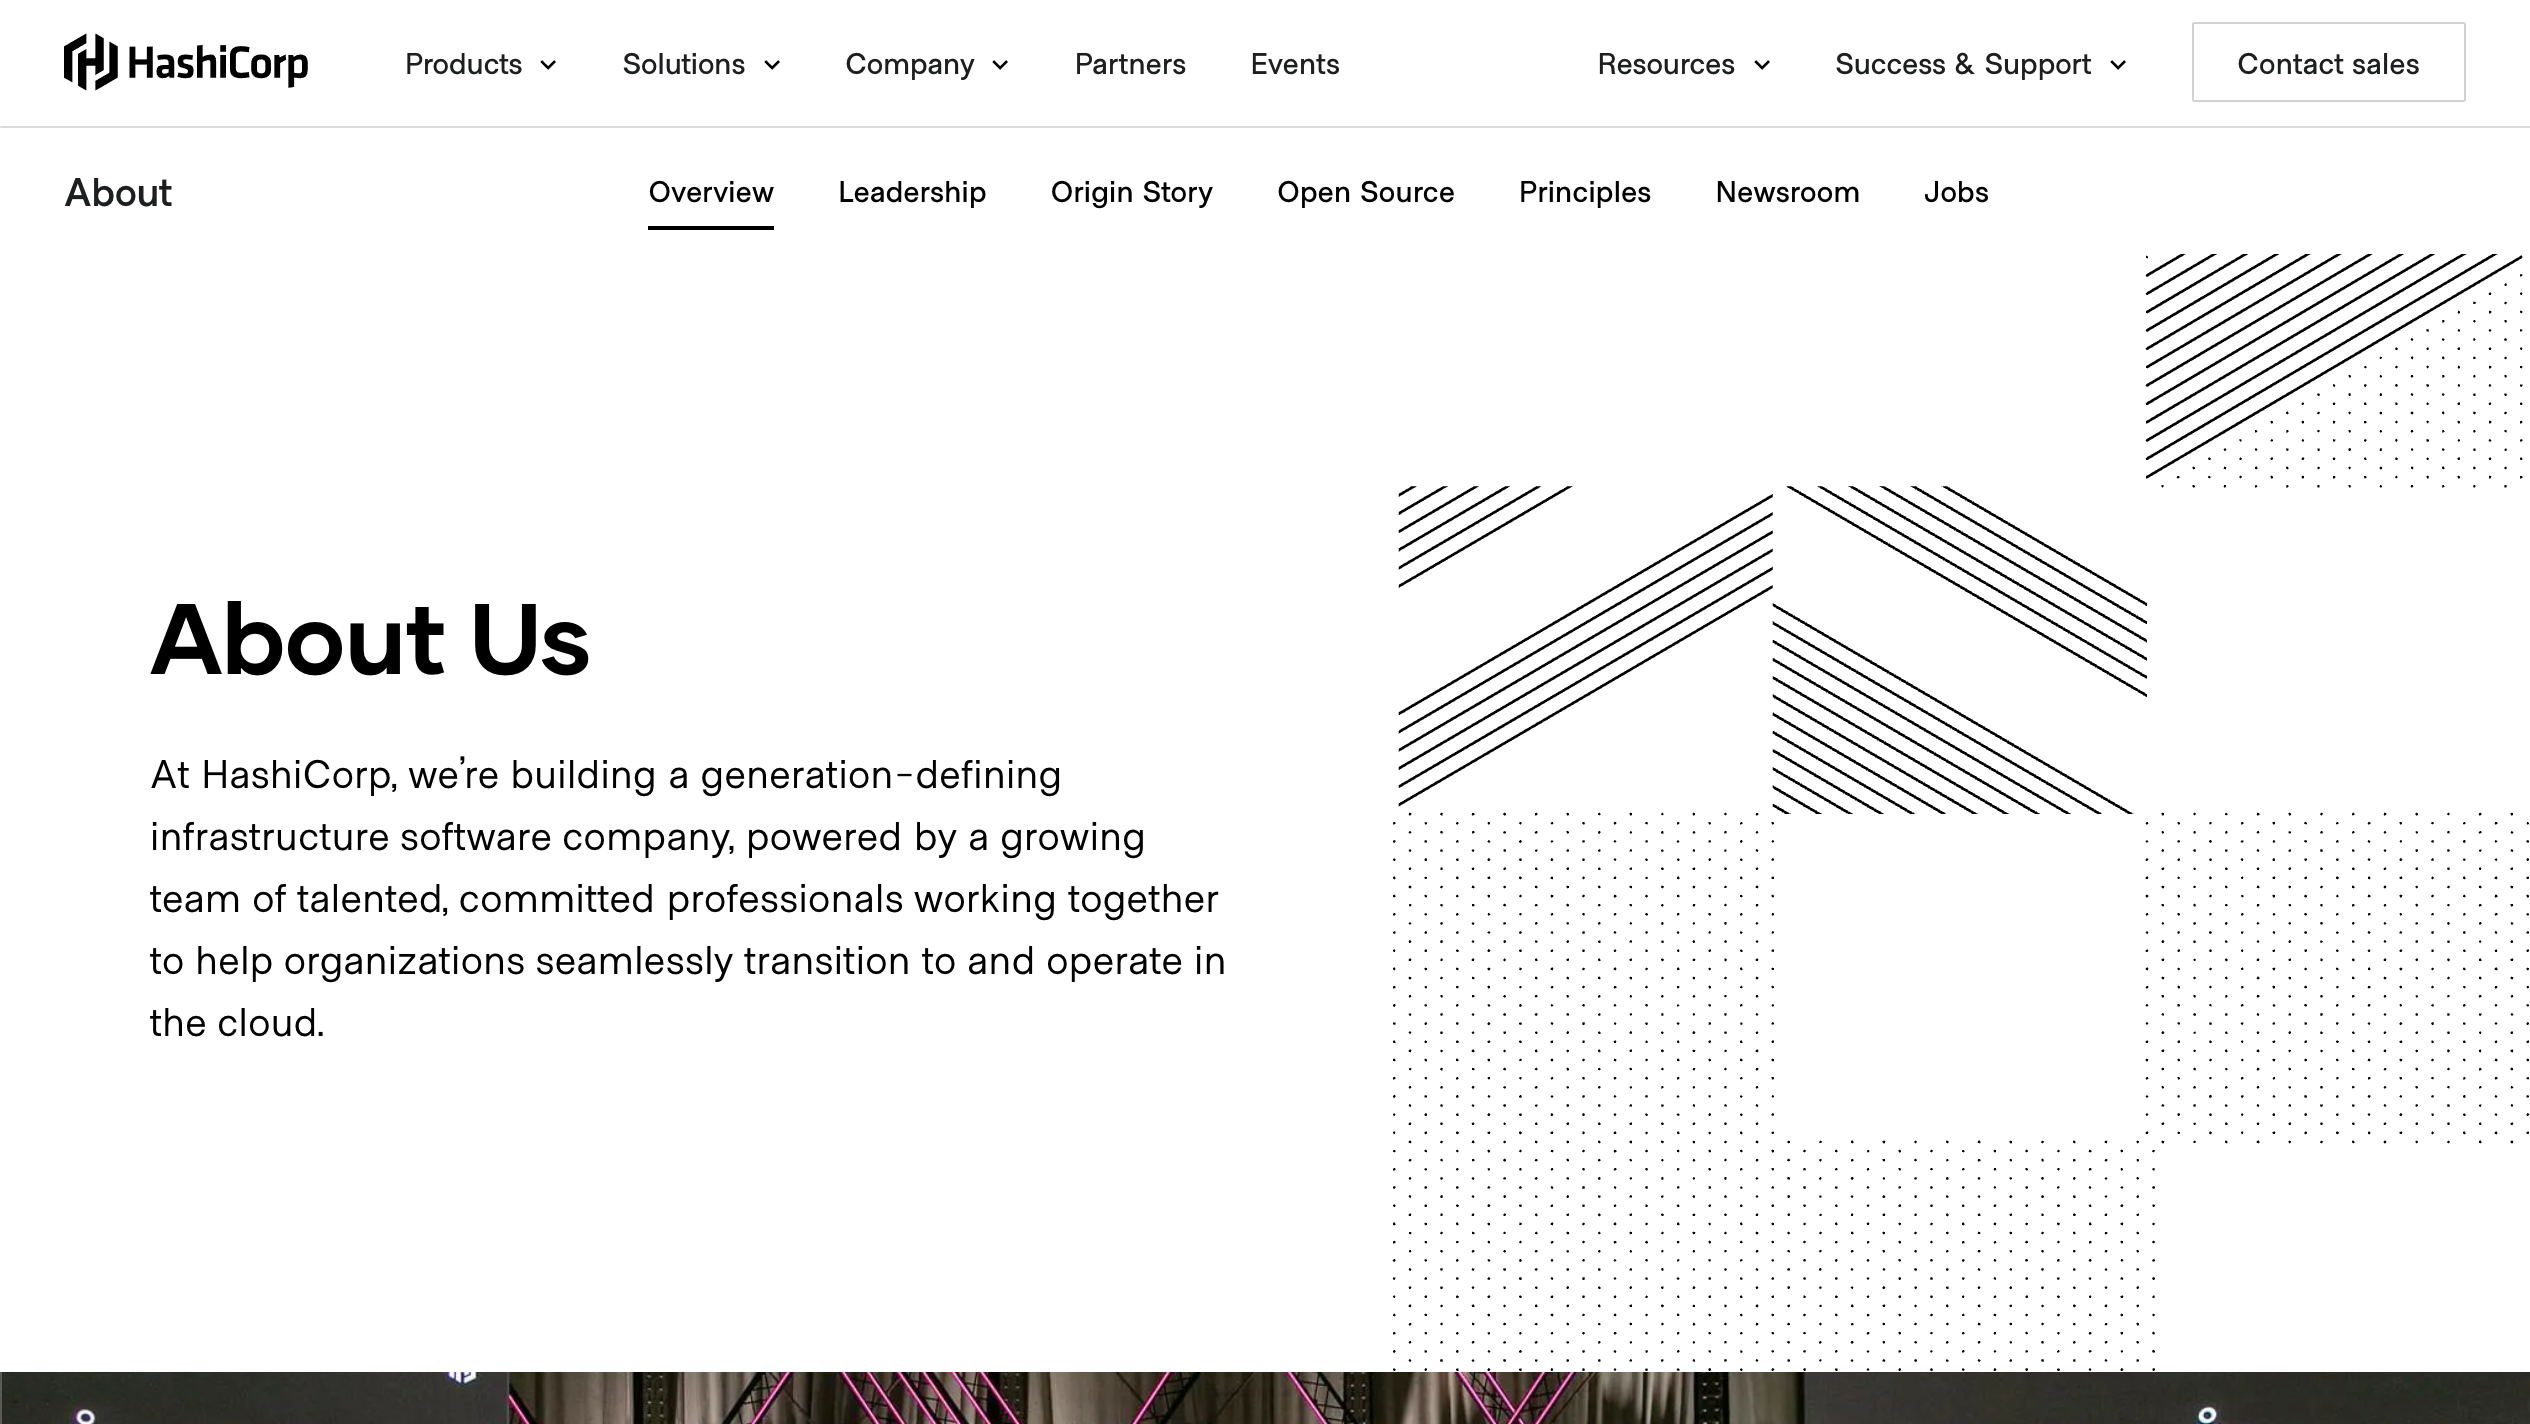 HashiCorp
Products
Solutions
Company
Partners
Events
Resources
Success & Support
Contact sales
About
Overview
Leadership
Origin Story
Open Source
Principles
Newsroom
Jobs
About Us
At HashiCorp, we’re building a generation-defining
infrastructure software company, powered by a growing
team of talented, committed professionals working together
to help organizations seamlessly transition to and operate in
the cloud.